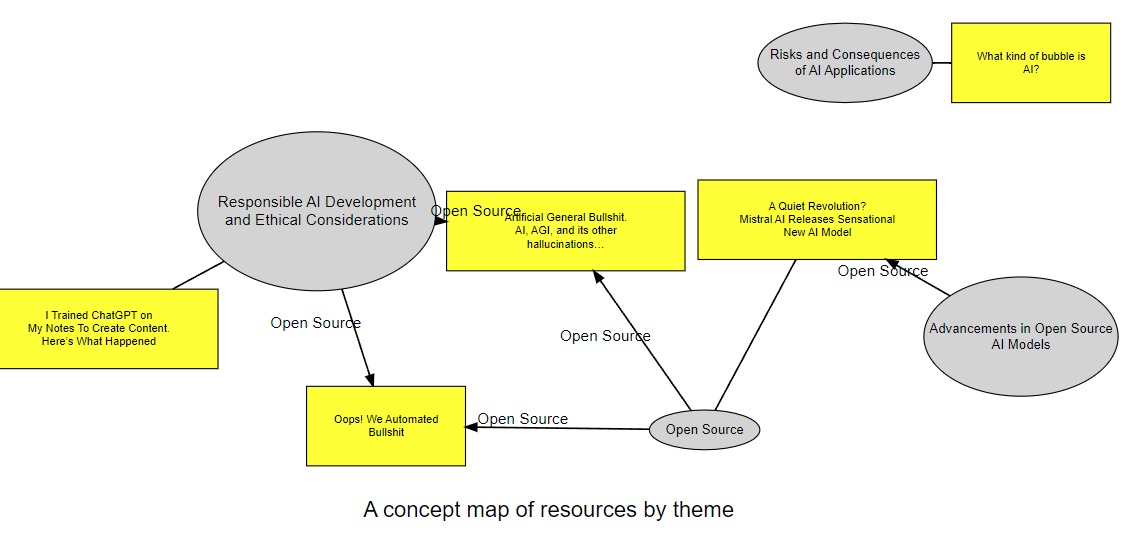 Risks and Consequences
of AI Applications
What kind of bubble is
AI?
Responsible AI Development
and Ethical Considerations
Open Source
Artificial General Bullshit.
AI, AGI, and its other
hallucinations…
A Quiet Revolution?
Mistral AI Releases Sensational
New AI Model
Open Source
Advancements in Open Source
AI Models
I Trained ChatGPT on
My Notes To Create Content.
Here's What Happened
Open Source
Open Source
Oops! We Automated
Bullshit
Open Source
Open Source
A concept map of resources by theme